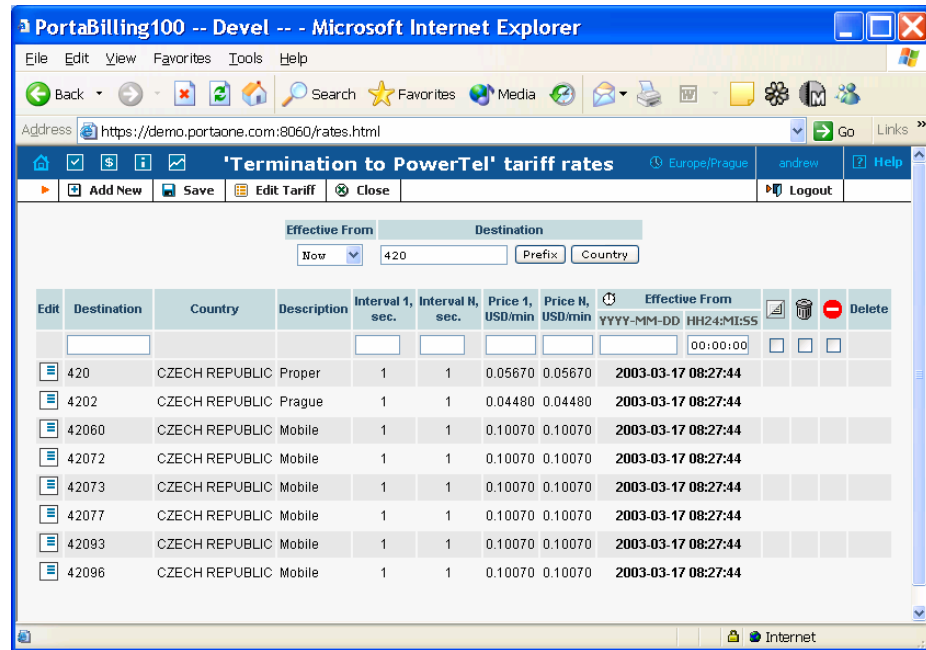 PortaBilling100 -- Devel -- - Microsoft Internet Explorer
File Edit View Favorites Tools Help
Back Search Favorites Media
Address https://demo.portaone.com:8060/rates.html Go Links »
'Termination to PowerTel' tariff rates Europe/Prague andrew ? Help
Add New Save Edit Tariff Close Logout
Effective From Destination
Now 420 Prefix Country
Edit Destination Country Description Interval 1, sec. Interval N, sec. Price 1, USD/min Price N, USD/min Effective From YYYY-MM-DD HH24:MI:SS Delete
00:00:00
420 CZECH REPUBLIC Proper 1 1 0.05670 0.05670 2003-03-17 08:27:44
4202 CZECH REPUBLIC Prague 1 1 0.04480 0.04480 2003-03-17 08:27:44
42060 CZECH REPUBLIC Mobile 1 1 0.10070 0.10070 2003-03-17 08:27:44
42072 CZECH REPUBLIC Mobile 1 1 0.10070 0.10070 2003-03-17 08:27:44
42073 CZECH REPUBLIC Mobile 1 1 0.10070 0.10070 2003-03-17 08:27:44
42077 CZECH REPUBLIC Mobile 1 1 0.10070 0.10070 2003-03-17 08:27:44
42093 CZECH REPUBLIC Mobile 1 1 0.10070 0.10070 2003-03-17 08:27:44
42096 CZECH REPUBLIC Mobile 1 1 0.10070 0.10070 2003-03-17 08:27:44
Internet